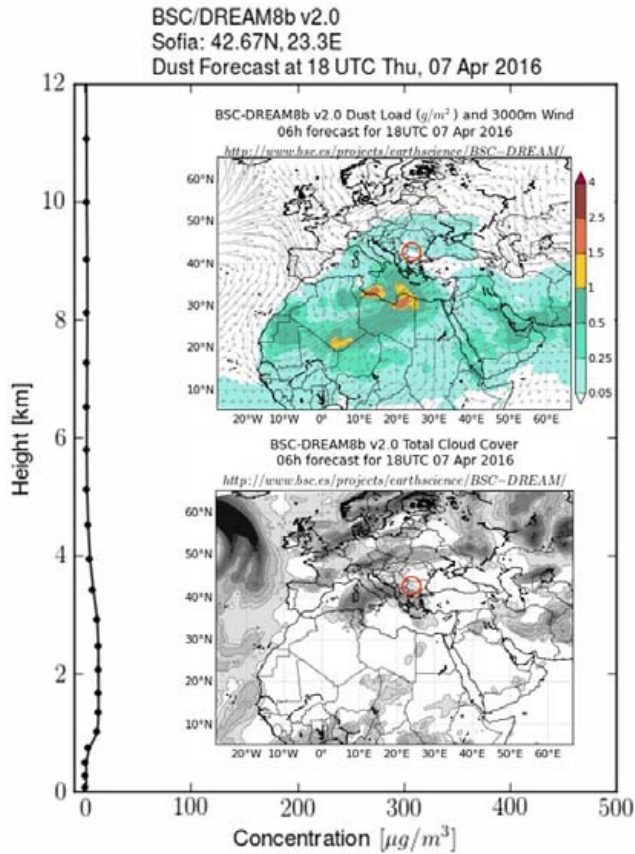 BSC/DREAM8b v2.0
Sofia: 42.67N, 23.3E
Dust Forecast at 18 UTC Thu, 07 Apr 2016
12
10
8
6
4
2
0
Height [km]
0 100 200 300 400 500
Concentration [μg/m³]
BSC-DREAM8b v2.0 Dust Load (g/m²) and 3000m Wind
06h forecast for 18UTC 07 Apr 2016
http://www.bsc.es/projects/earthscience/BSC-DREAM/
60°N
50°N
40°N
30°N
20°N
10°N
20°W 10°W 0° 10°E 20°E 30°E 40°E 50°E 60°E
4
2.5
1.5
1
0.5
0.25
0.05
BSC-DREAM8b v2.0 Total Cloud Cover
06h forecast for 18UTC 07 Apr 2016
http://www.bsc.es/projects/earthscience/BSC-DREAM/
60°N
50°N
40°N
30°N
20°N
10°N
20°W 10°W 0° 10°E 20°E 30°E 40°E 50°E 60°E